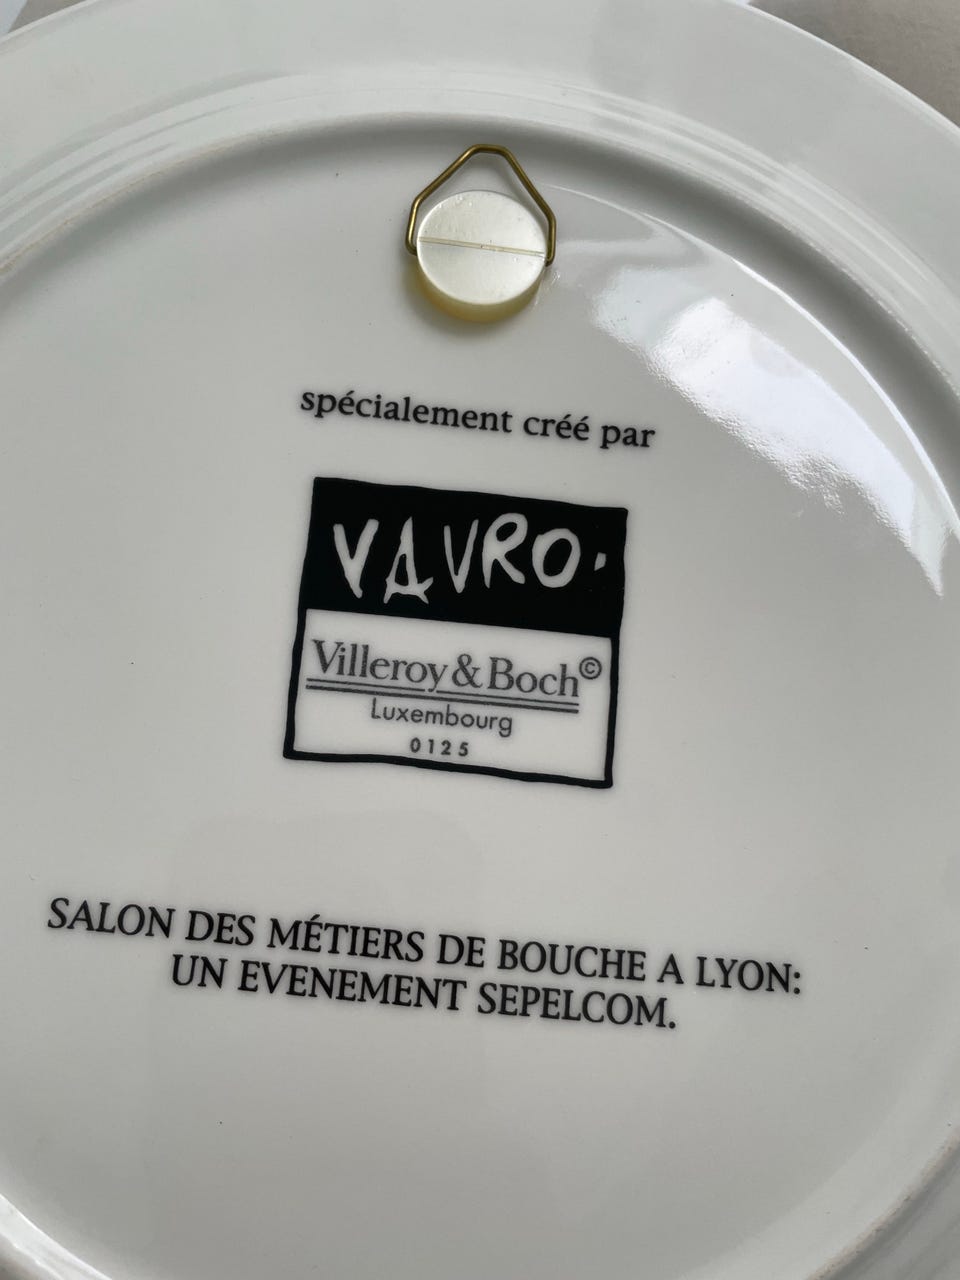 spécialement créé par
VAVRO.
Villeroy & Boch©
Luxembourg
0125
SALON DES MÉTIERS DE BOUCHE A LYON:
UN EVENEMENT SEPELCOM.